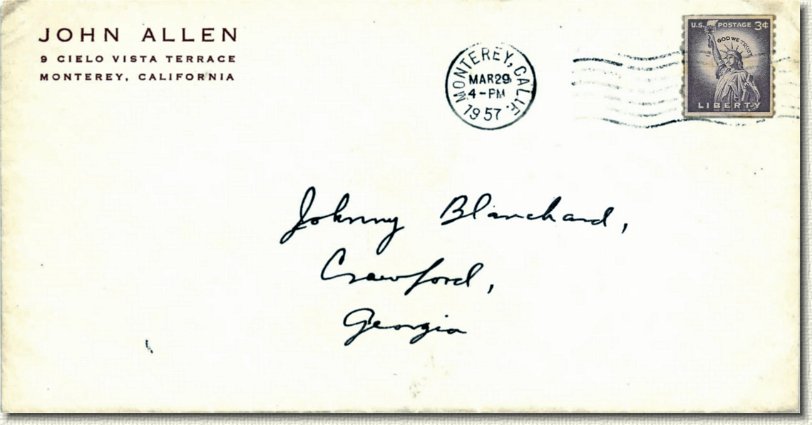 JOHN ALLEN
9 CIELO VISTA TERRACE
MONTEREY, CALIFORNIA
MONTEREY, CALIF.
MAR 29
4-PM
1957
U.S. POSTAGE 3¢
IN GOD WE TRUST
LIBERTY
Johnny Blanchard,
Crawford,
Georgia